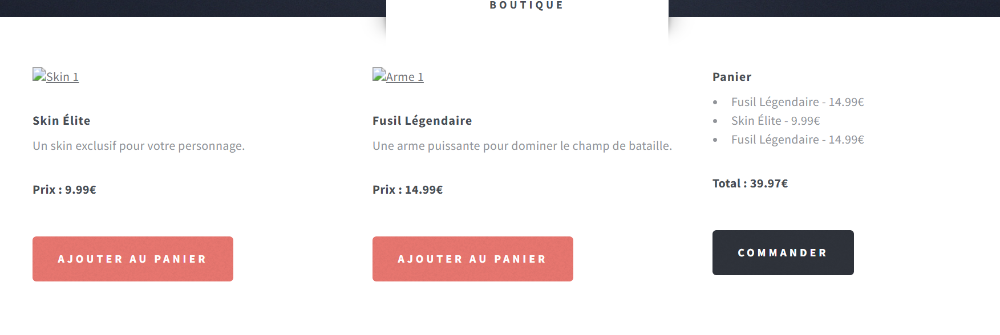 BOUTIQUE
Skin 1
Skin Élite
Un skin exclusif pour votre personnage.
Prix : 9.99€
AJOUTER AU PANIER
Arme 1
Fusil Légendaire
Une arme puissante pour dominer le champ de bataille.
Prix : 14.99€
AJOUTER AU PANIER
Panier
Fusil Légendaire - 14.99€
Skin Élite - 9.99€
Fusil Légendaire - 14.99€
Total : 39.97€
COMMANDER